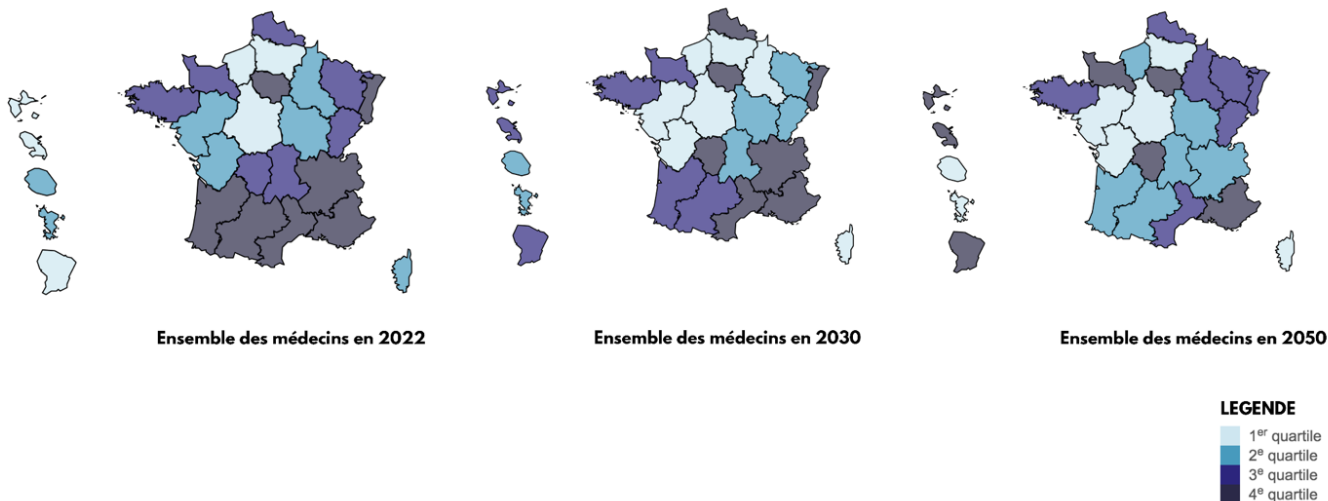 Ensemble des médecins en 2022
Ensemble des médecins en 2030
Ensemble des médecins en 2050
LEGENDE
1er quartile
2e quartile
3e quartile
4e quartile